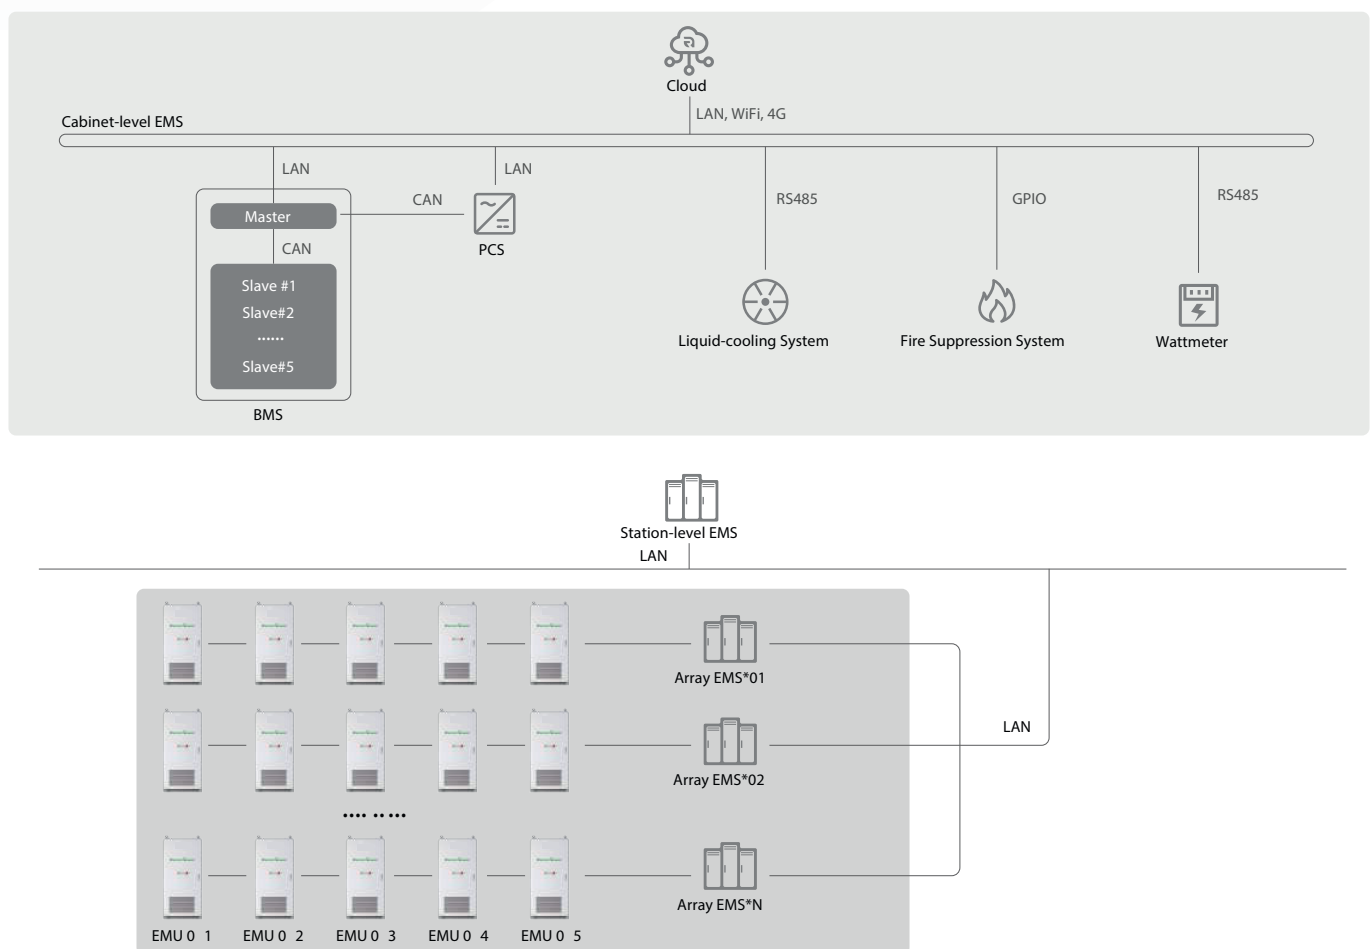 Cloud
LAN, WiFi, 4G
Cabinet-level EMS
LAN
LAN
RS485
GPIO
RS485
Master
CAN
PCS
CAN
Slave #1
Slave#2
......
Slave#5
BMS
Liquid-cooling System
Fire Suppression System
Wattmeter
Station-level EMS
LAN
Array EMS*01
LAN
Array EMS*02
.... .. ...
Array EMS*N
EMU 0 1
EMU 0 2
EMU 0 3
EMU 0 4
EMU 0 5